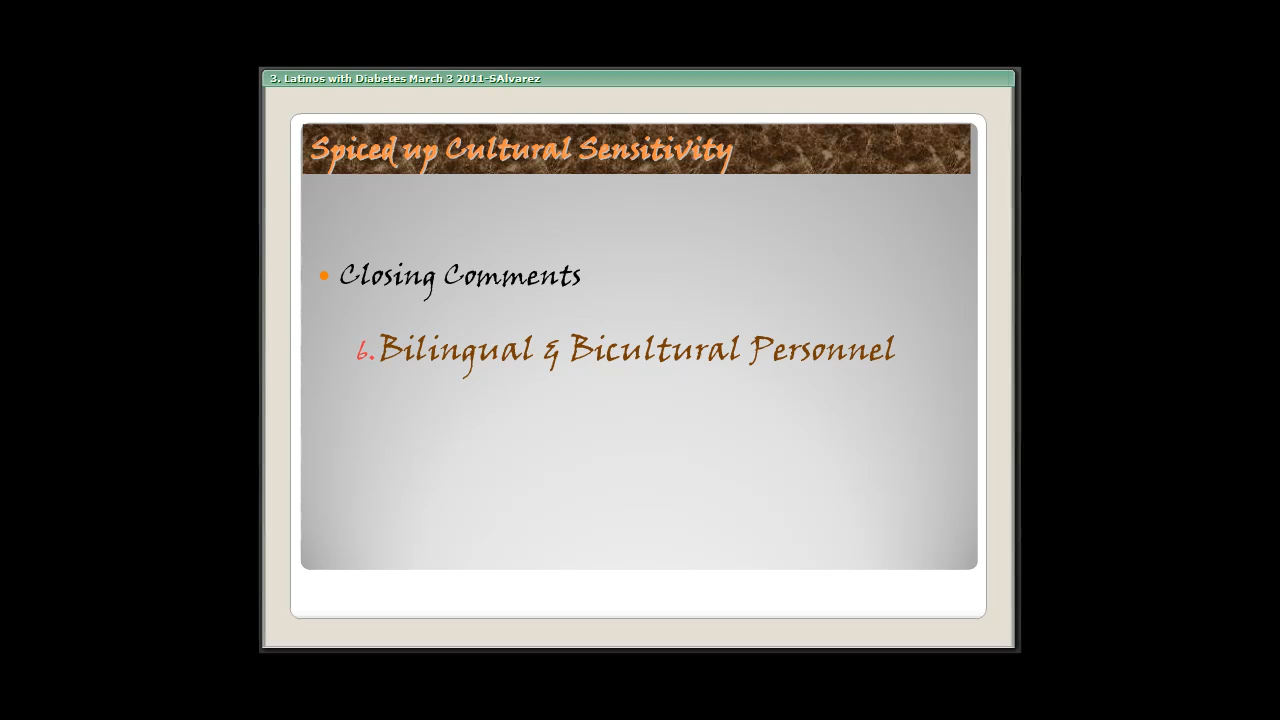 3. Latinos with Diabetes March 3 2011-SAlvarez
Spiced up Cultural Sensitivity
• Closing Comments
6. Bilingual & Bicultural Personnel